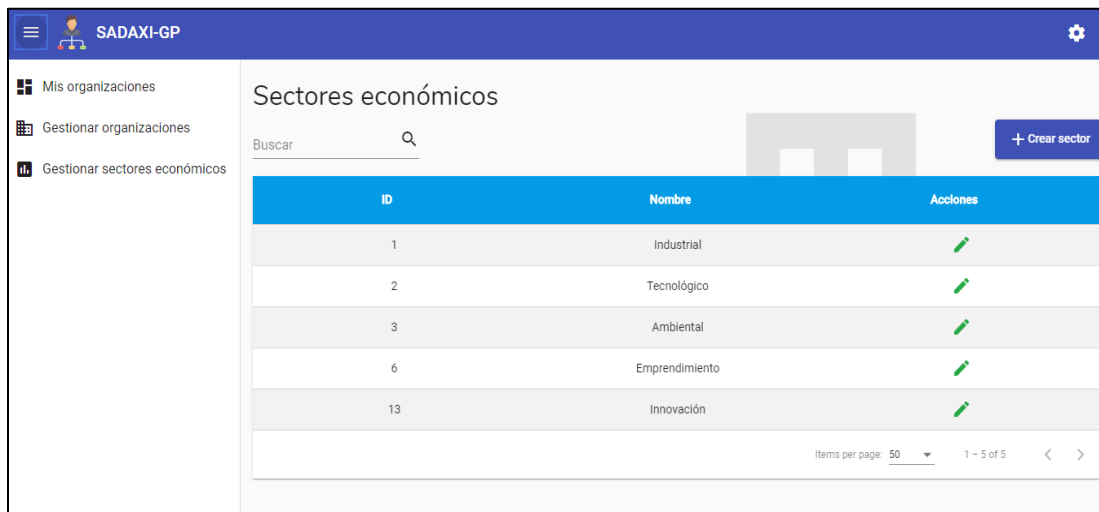 SADAXI-GP
Mis organizaciones
Gestionar organizaciones
Gestionar sectores económicos
Sectores económicos
Buscar
+ Crear sector
ID Nombre Acciones
1 Industrial
2 Tecnológico
3 Ambiental
6 Emprendimiento
13 Innovación
Items per page: 50 1 – 5 of 5